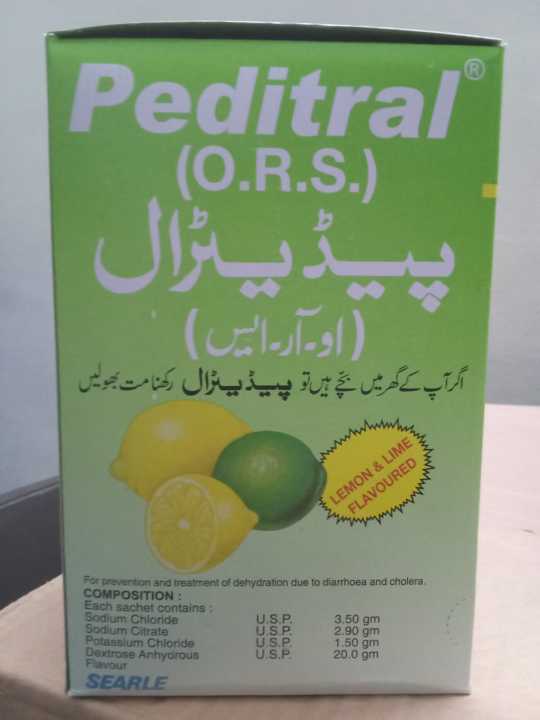 Peditral®
(O.R.S.)
پیڈیٹرال
(او-آر-ایس)
اگر آپ کے گھر میں بچے ہیں تو پیڈیٹرال رکھنا مت بھولیں
LEMON & LIME
FLAVOURED
For prevention and treatment of dehydration due to diarrhoea and cholera.
COMPOSITION :
Each sachet contains :
Sodium Chloride U.S.P. 3.50 gm
Sodium Citrate U.S.P. 2.90 gm
Potassium Chloride U.S.P. 1.50 gm
Dextrose Anhydrous U.S.P. 20.0 gm
Flavour
SEARLE